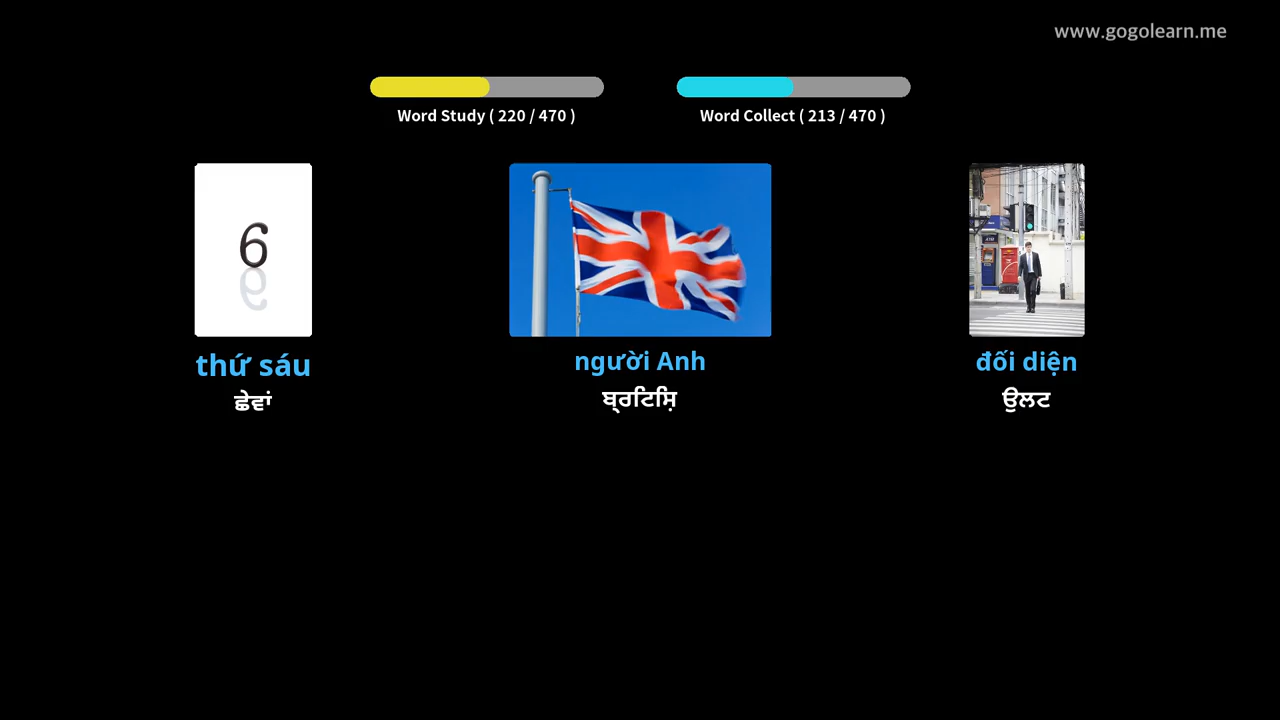 www.gogolearn.me
Word Study ( 220 / 470 )
Word Collect ( 213 / 470 )
6
thứ sáu
ਛੇਵਾਂ
người Anh
ਬ੍ਰਟਿਸ਼ਿ
đối diện
ਉਲਟ